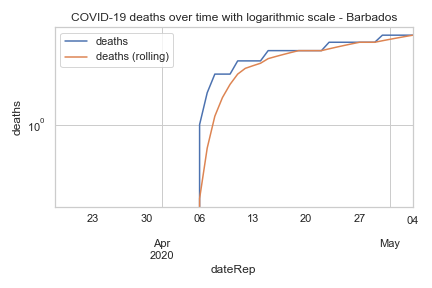 COVID-19 deaths over time with logarithmic scale - Barbados
deaths
deaths (rolling)
deaths
10⁰
23 30 06 13 20 27 04
Apr May
2020
dateRep